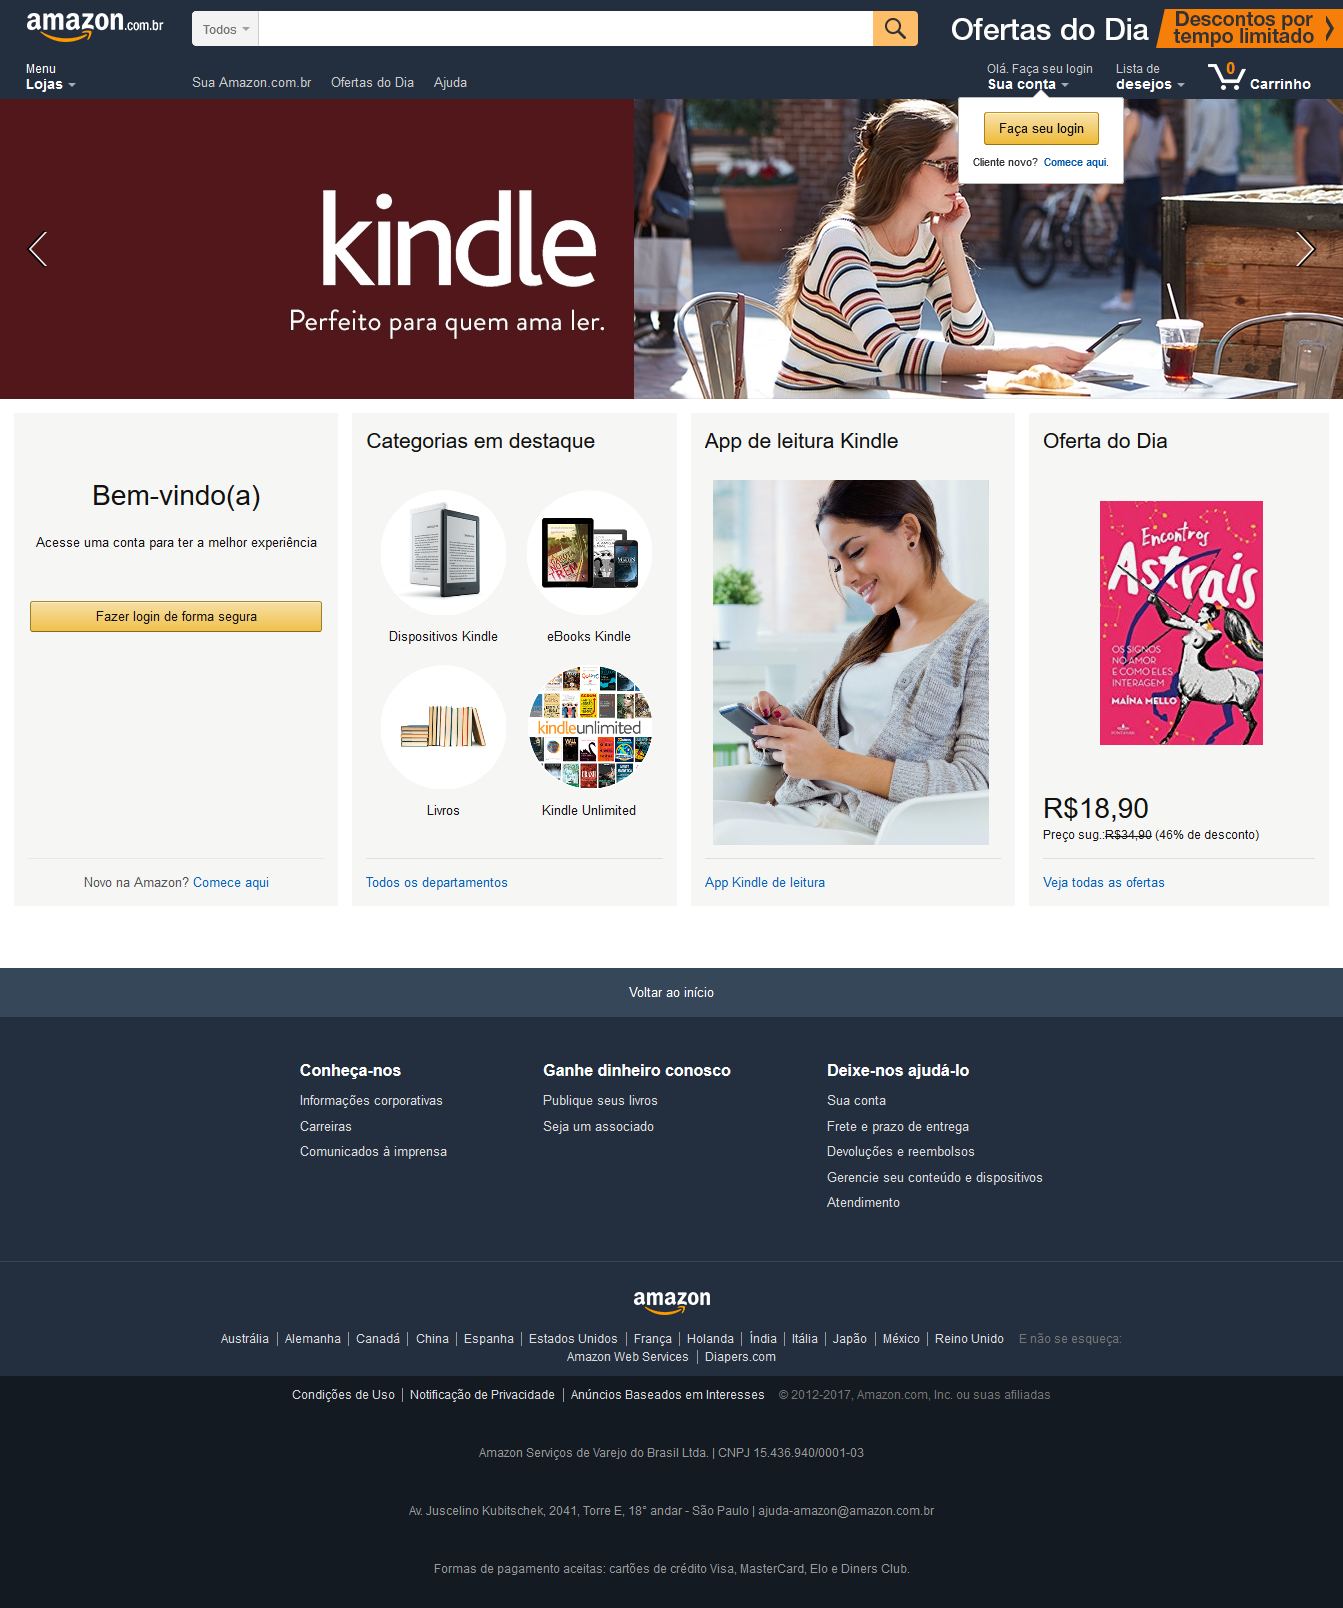 amazon.com.br
Todos
Ofertas do Dia
Descontos por
tempo limitado
Menu
Lojas
Sua Amazon.com.br
Ofertas do Dia
Ajuda
Olá. Faça seu login
Sua conta
Lista de
desejos
0
Carrinho
Faça seu login
Cliente novo? Comece aqui.
kindle
Perfeito para quem ama ler.
Bem-vindo(a)
Acesse uma conta para ter a melhor experiência
Fazer login de forma segura
Novo na Amazon? Comece aqui
Categorias em destaque
Dispositivos Kindle
eBooks Kindle
kindleunlimited
Livros
Kindle Unlimited
Todos os departamentos
App de leitura Kindle
App Kindle de leitura
Oferta do Dia
Encontros
Astrais
OS SIGNOS
NO AMOR
E COMO ELES
INTERAGEM
MAÍNA MELLO
R$18,90
Preço sug.:R$34,90 (46% de desconto)
Veja todas as ofertas
Voltar ao início
Conheça-nos
Informações corporativas
Carreiras
Comunicados à imprensa
Ganhe dinheiro conosco
Publique seus livros
Seja um associado
Deixe-nos ajudá-lo
Sua conta
Frete e prazo de entrega
Devoluções e reembolsos
Gerencie seu conteúdo e dispositivos
Atendimento
amazon
Austrália | Alemanha | Canadá | China | Espanha | Estados Unidos | França | Holanda | Índia | Itália | Japão | México | Reino Unido E não se esqueça:
Amazon Web Services | Diapers.com
Condições de Uso | Notificação de Privacidade | Anúncios Baseados em Interesses © 2012-2017, Amazon.com, Inc. ou suas afiliadas
Amazon Serviços de Varejo do Brasil Ltda. | CNPJ 15.436.940/0001-03
Av. Juscelino Kubitschek, 2041, Torre E, 18° andar - São Paulo | ajuda-amazon@amazon.com.br
Formas de pagamento aceitas: cartões de crédito Visa, MasterCard, Elo e Diners Club.